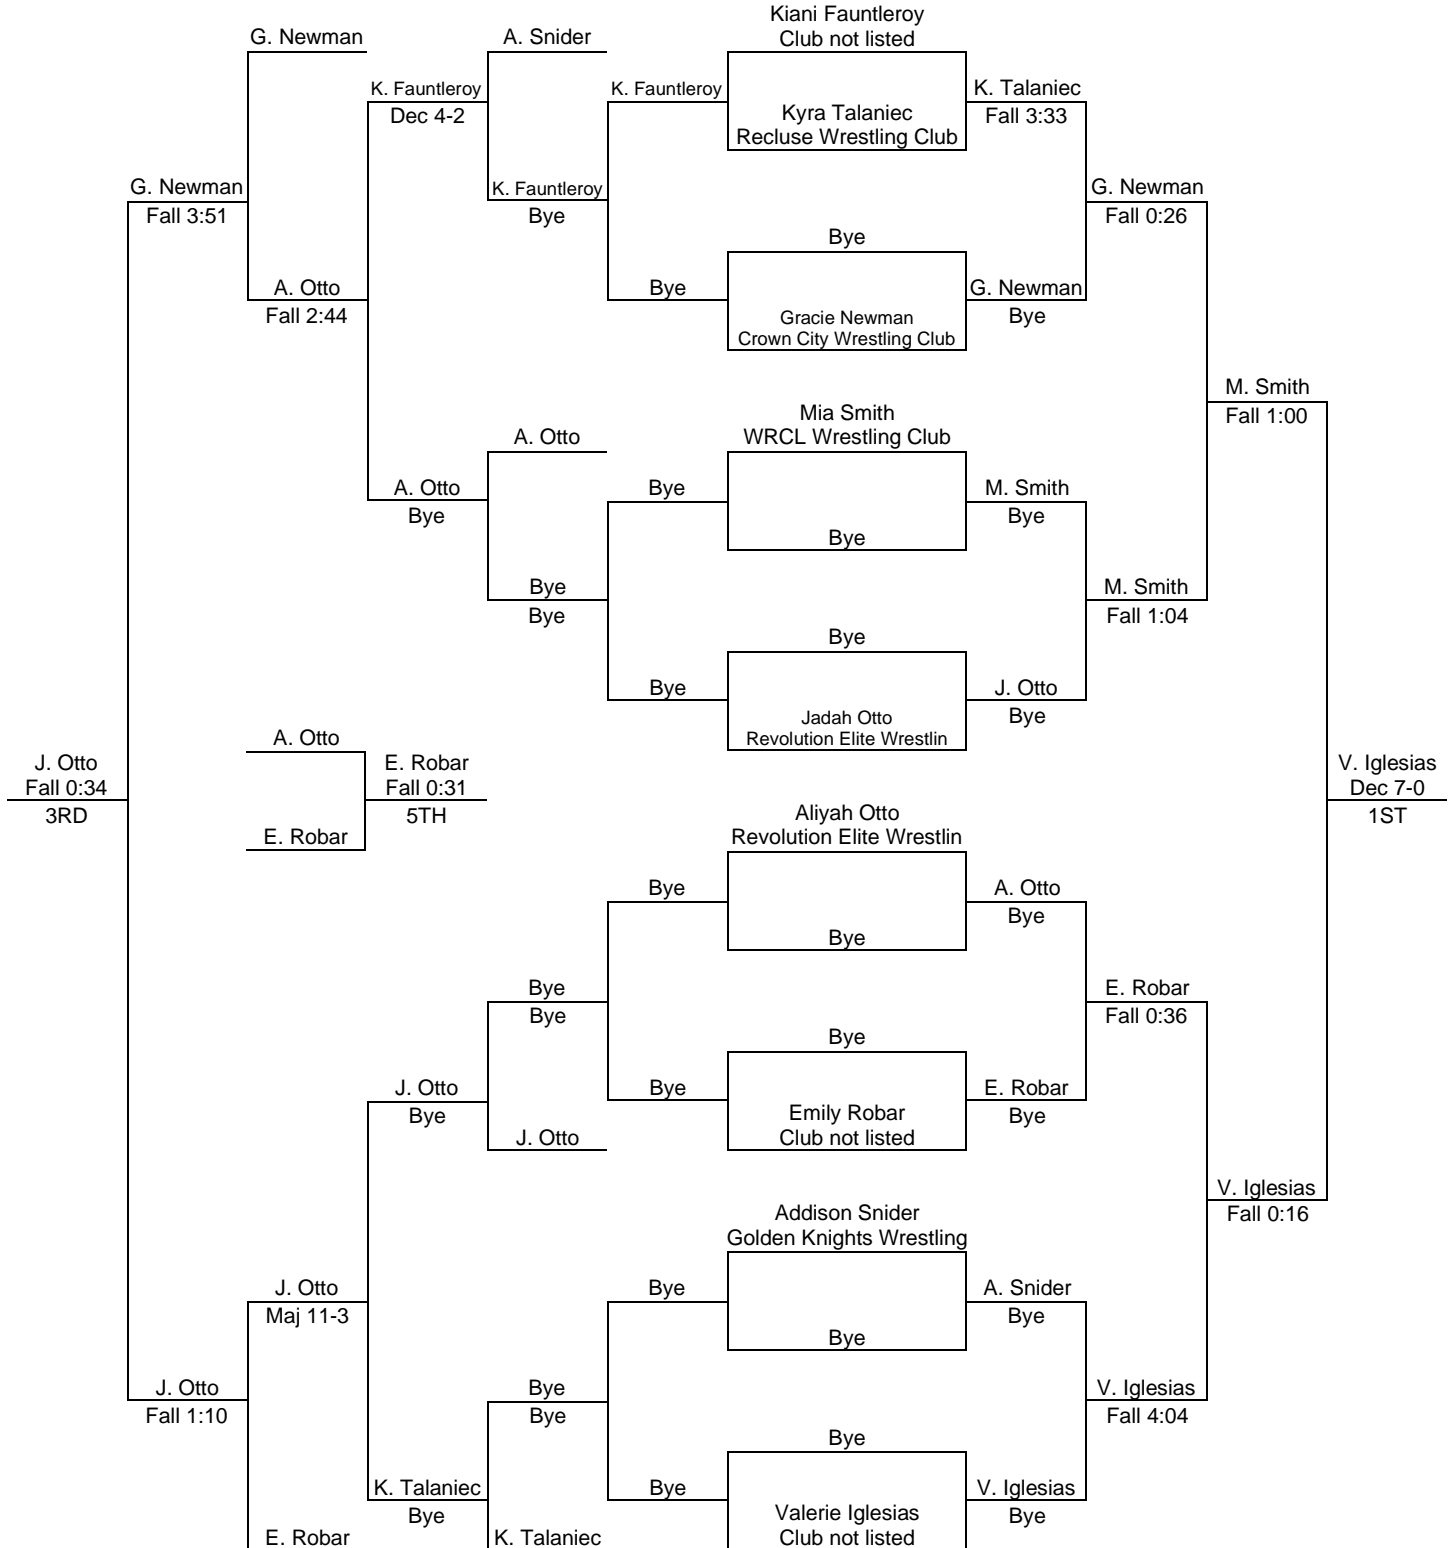 Kiani Fauntleroy
G. Newman
A. Snider
Club not listed
K. Fauntleroy
K. Fauntleroy
K. Talaniec
Dec 4-2
Kyra Talaniec
Fall 3:33
Recluse Wrestling Club
G. Newman
K. Fauntleroy
G. Newman
Fall 3:51
Bye
Fall 0:26
Bye
A. Otto
Bye
G. Newman
Fall 2:44
Gracie Newman
Bye
Crown City Wrestling Club
M. Smith
Mia Smith
Fall 1:00
A. Otto
WRCL Wrestling Club
A. Otto
Bye
M. Smith
Bye
Bye
Bye
Bye
M. Smith
Bye
Fall 1:04
Bye
Bye
J. Otto
Jadah Otto
Bye
A. Otto
Revolution Elite Wrestlin
J. Otto
E. Robar
V. Iglesias
Fall 0:34
Fall 0:31
Dec 7-0
3RD
5TH
Aliyah Otto
1ST
E. Robar
Revolution Elite Wrestlin
Bye
A. Otto
Bye
Bye
Bye
E. Robar
Bye
Fall 0:36
Bye
J. Otto
Bye
E. Robar
Bye
Emily Robar
Bye
J. Otto
Club not listed
V. Iglesias
Addison Snider
Fall 0:16
Golden Knights Wrestling
J. Otto
Bye
A. Snider
Maj 11-3
Bye
Bye
J. Otto
Bye
V. Iglesias
Fall 1:10
Bye
Fall 4:04
Bye
K. Talaniec
Bye
V. Iglesias
Bye
Valerie Iglesias
Bye
E. Robar
K. Talaniec
Club not listed